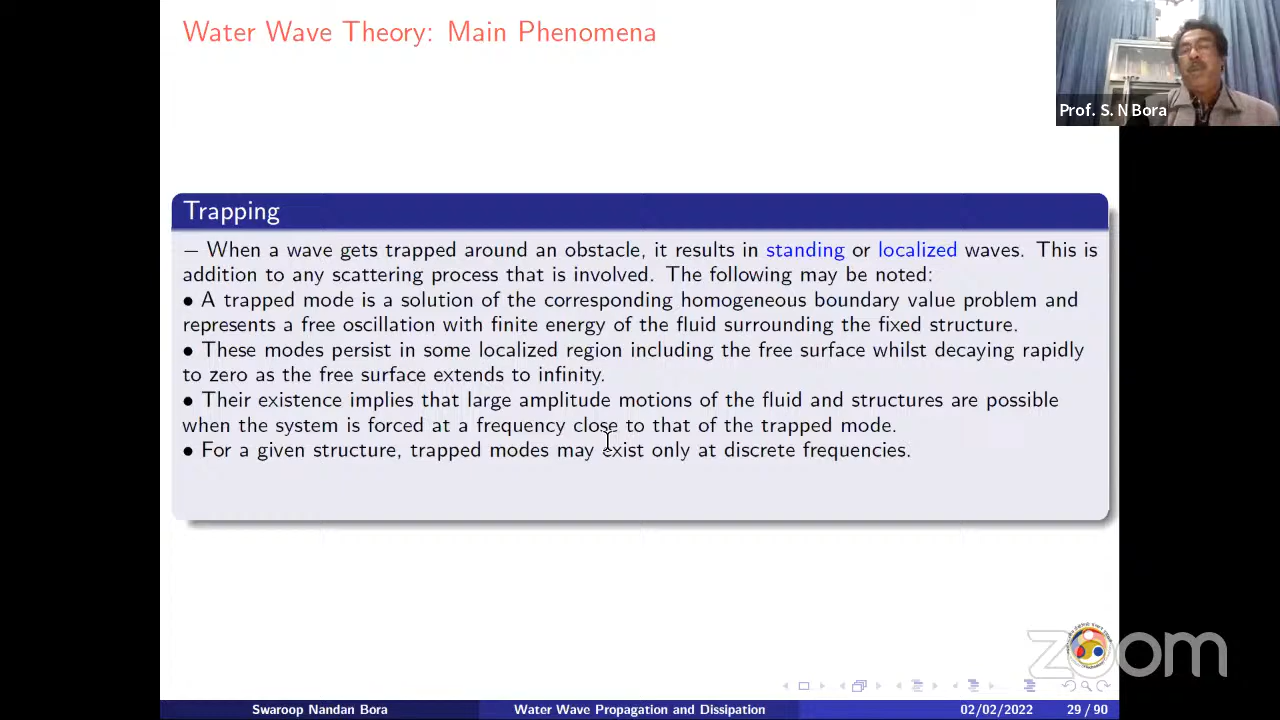 Water Wave Theory: Main Phenomena
Prof. S. N Bora
Trapping
– When a wave gets trapped around an obstacle, it results in standing or localized waves. This is
addition to any scattering process that is involved. The following may be noted:
• A trapped mode is a solution of the corresponding homogeneous boundary value problem and
represents a free oscillation with finite energy of the fluid surrounding the fixed structure.
• These modes persist in some localized region including the free surface whilst decaying rapidly
to zero as the free surface extends to infinity.
• Their existence implies that large amplitude motions of the fluid and structures are possible
when the system is forced at a frequency close to that of the trapped mode.
• For a given structure, trapped modes may exist only at discrete frequencies.
zoom
Swaroop Nandan Bora Water Wave Propagation and Dissipation 02/02/2022 29 / 90